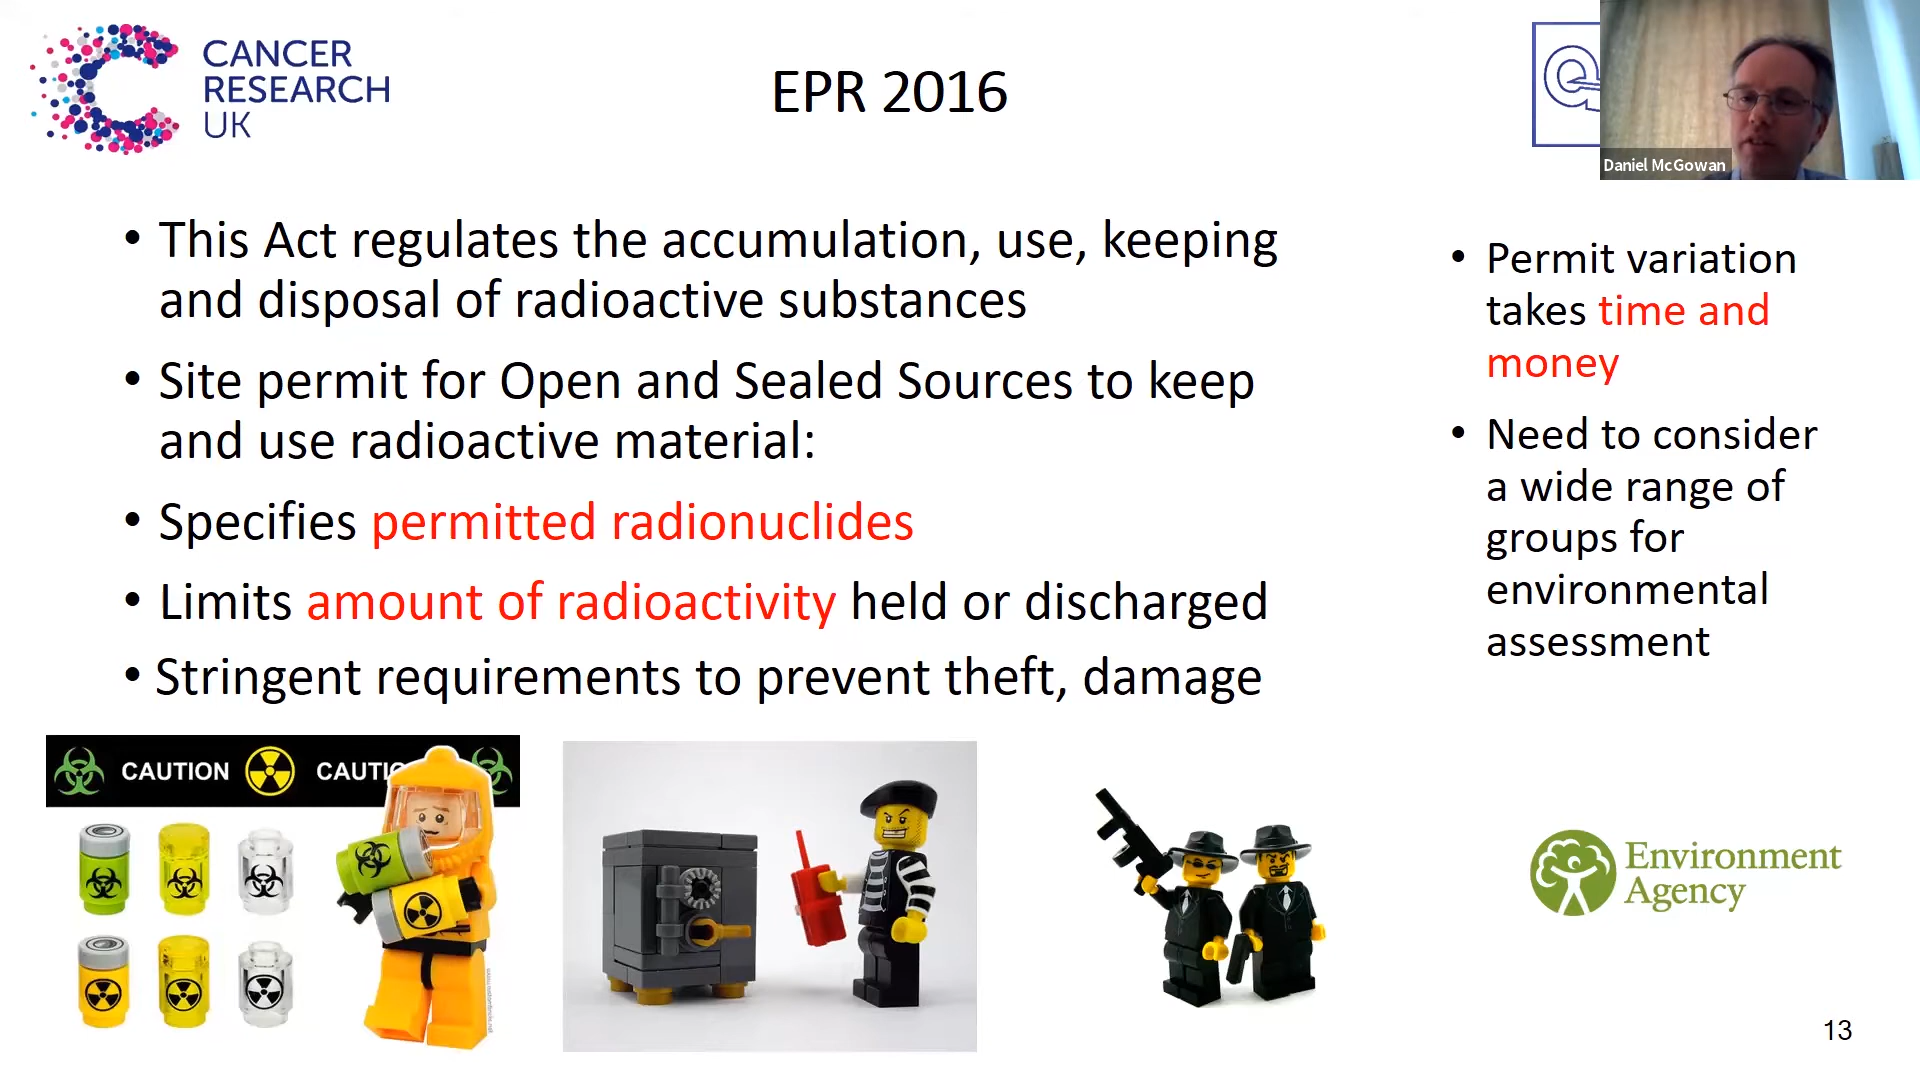 CANCER
RESEARCH
UK
EPR 2016
Daniel McGowan
• This Act regulates the accumulation, use, keeping
and disposal of radioactive substances
• Site permit for Open and Sealed Sources to keep
and use radioactive material:
• Specifies permitted radionuclides
• Limits amount of radioactivity held or discharged
• Stringent requirements to prevent theft, damage
• Permit variation
takes time and
money
• Need to consider
a wide range of
groups for
environmental
assessment
CAUTION
Environment
Agency
13